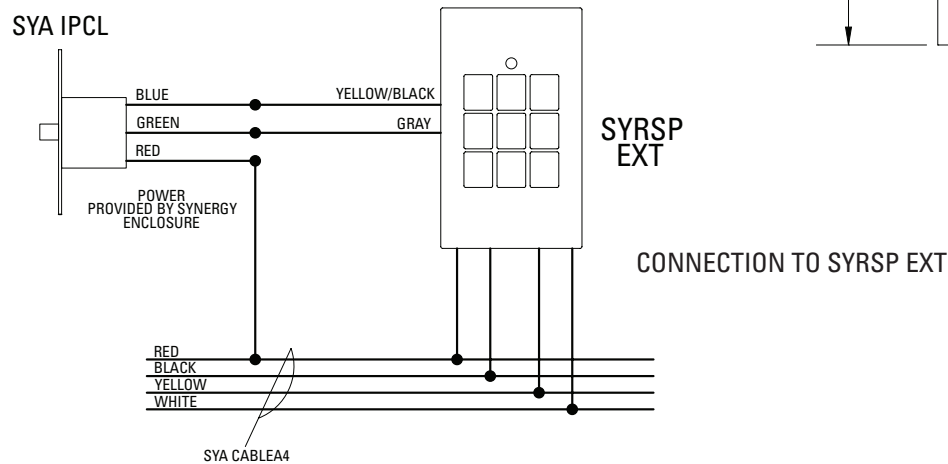 SYA IPCL
BLUE
YELLOW/BLACK
GREEN
GRAY
RED
SYRSP
EXT
POWER
PROVIDED BY SYNERGY
ENCLOSURE
CONNECTION TO SYRSP EXT
RED
BLACK
YELLOW
WHITE
SYA CABLEA4